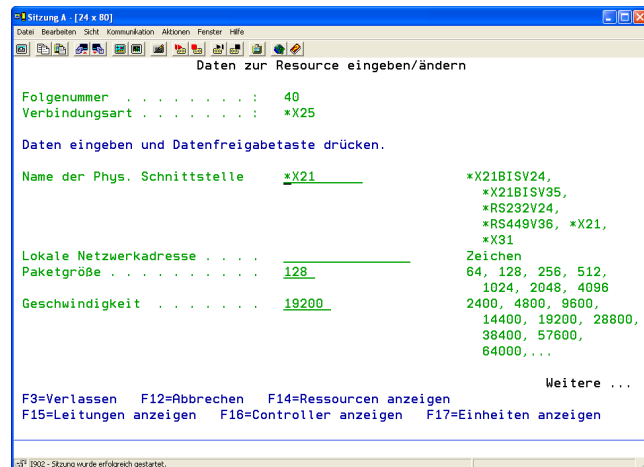 Sitzung A - [24 x 80]
Datei Bearbeiten Sicht Kommunikation Aktionen Fenster Hilfe
Daten zur Resource eingeben/ändern
Folgenummer . . . . . . . . : 40
Verbindungsart . . . . . . . : *X25
Daten eingeben und Datenfreigabetaste drücken.
Name der Phys. Schnittstelle *X21 *X21BISV24,
*X21BISV35,
*RS232V24,
*RS449V36, *X21,
*X31
Lokale Netzwerkadresse . . . . Zeichen
Paketgröße . . . . . . . . . . 128 64, 128, 256, 512,
1024, 2048, 4096
Geschwindigkeit . . . . . . . 19200 2400, 4800, 9600,
14400, 19200, 28800,
38400, 57600,
64000,...
Weitere ...
F3=Verlassen F12=Abbrechen F14=Ressourcen anzeigen
F15=Leitungen anzeigen F16=Controller anzeigen F17=Einheiten anzeigen
I902 - Sitzung wurde erfolgreich gestartet.